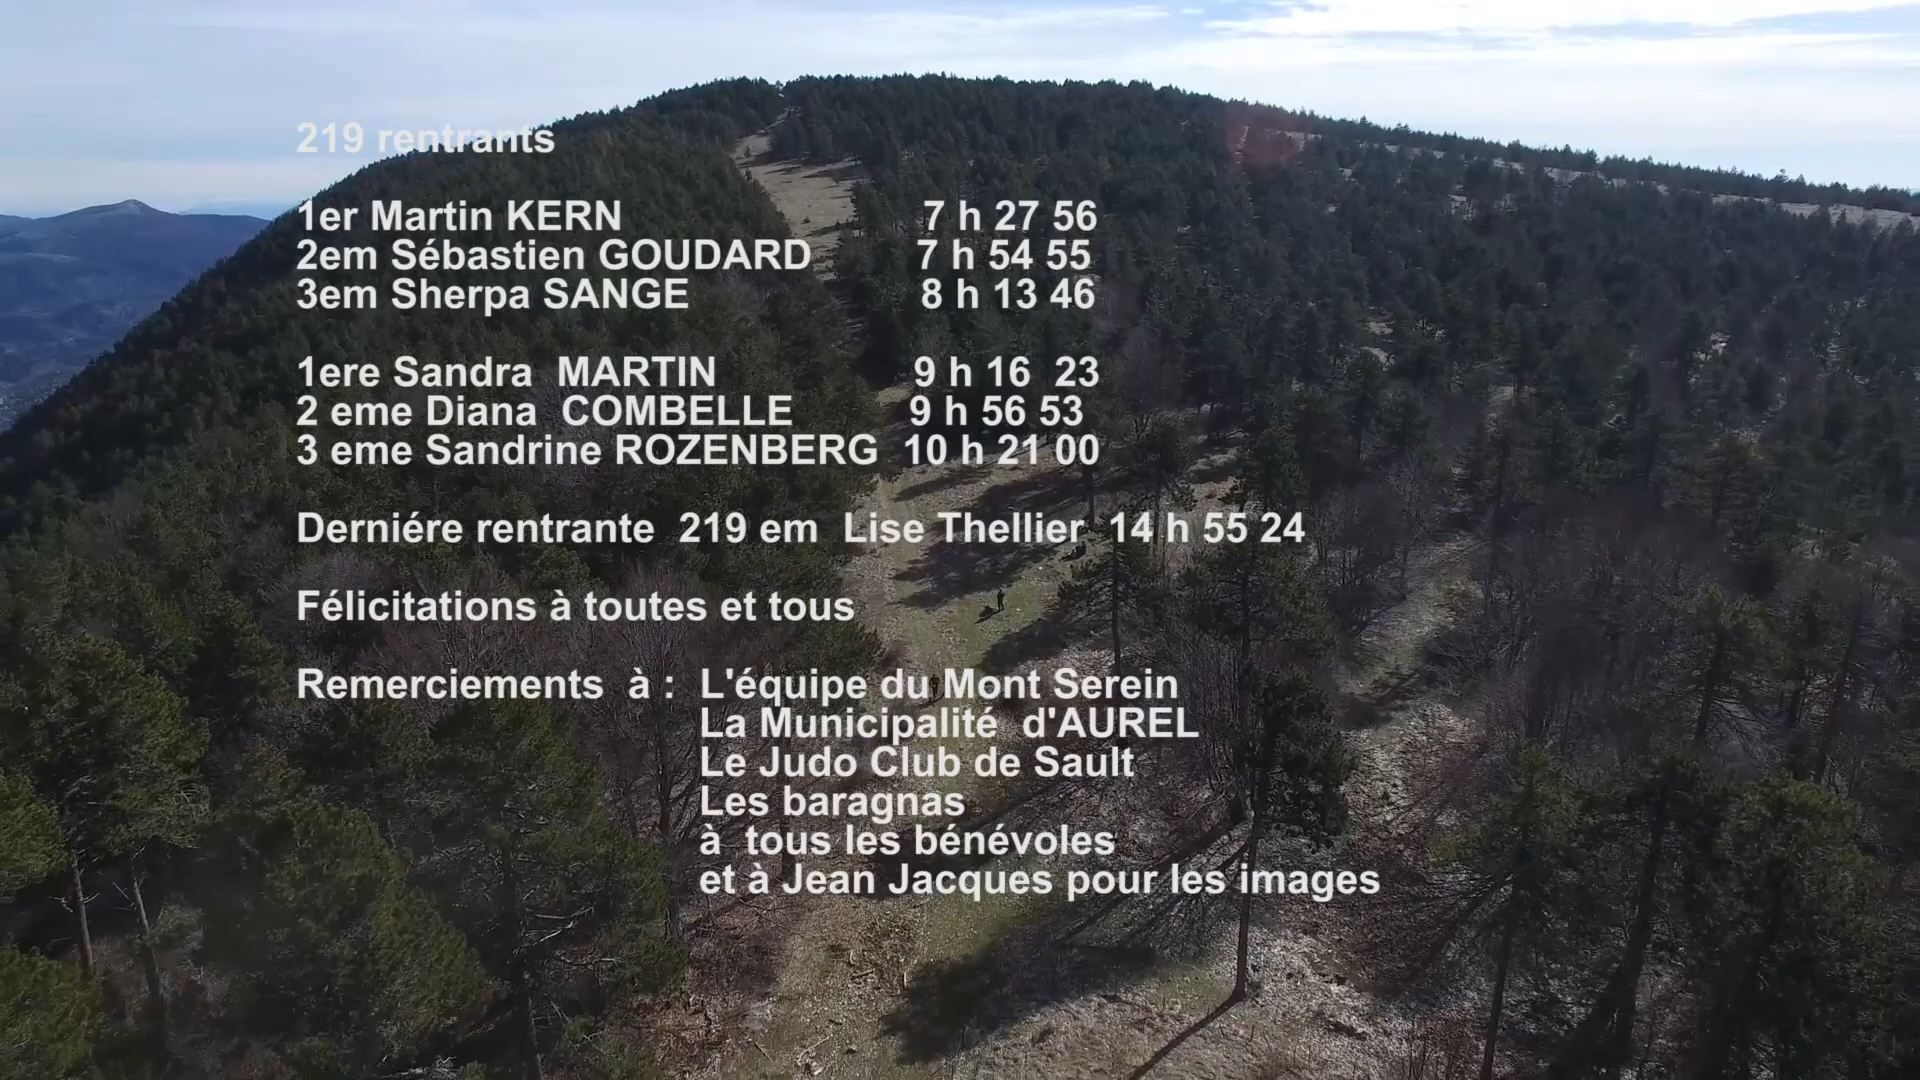 219 rentrants
1er Martin KERN 7 h 27 56
2em Sébastien GOUDARD 7 h 54 55
3em Sherpa SANGE 8 h 13 46
1ere Sandra MARTIN 9 h 16 23
2 eme Diana COMBELLE 9 h 56 53
3 eme Sandrine ROZENBERG 10 h 21 00
Derniére rentrante 219 em Lise Thellier 14 h 55 24
Félicitations à toutes et tous
Remerciements à : L'équipe du Mont Serein
La Municipalité d'AUREL
Le Judo Club de Sault
Les baragnas
à tous les bénévoles
et à Jean Jacques pour les images